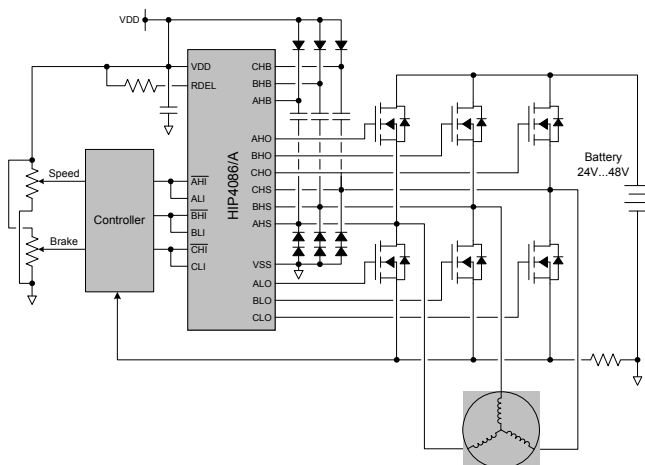 VDD
VDD
RDEL
CHB
BHB
AHB
AHO
BHO
CHO
CHS
BHS
AHS
VSS
ALO
BLO
CLO
HIP4086/A
AHI
ALI
BHI
BLI
CHI
CLI
Speed
Brake
Controller
Battery
24V...48V